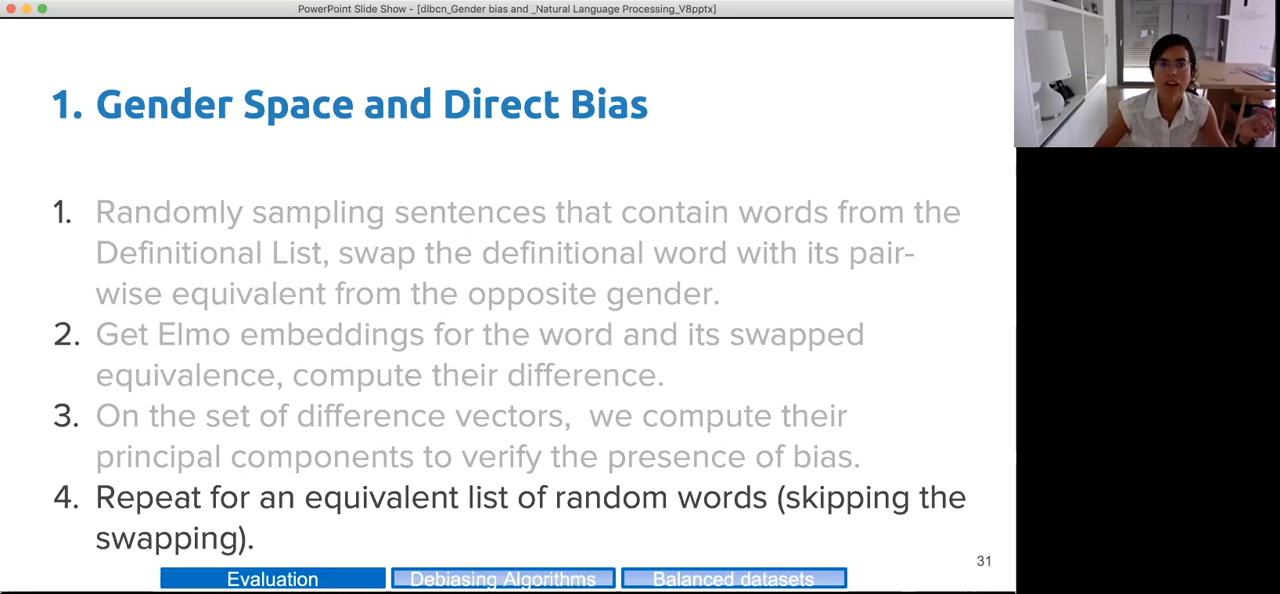 PowerPoint Slide Show - [dlbcn_Gender bias and _Natural Language Processing_V8pptx]
1. Gender Space and Direct Bias
1. Randomly sampling sentences that contain words from the
Definitional List, swap the definitional word with its pair-
wise equivalent from the opposite gender.
2. Get Elmo embeddings for the word and its swapped
equivalence, compute their difference.
3. On the set of difference vectors,  we compute their
principal components to verify the presence of bias.
4. Repeat for an equivalent list of random words (skipping the
swapping).
31
Evaluation
Debiasing Algorithms
Balanced datasets